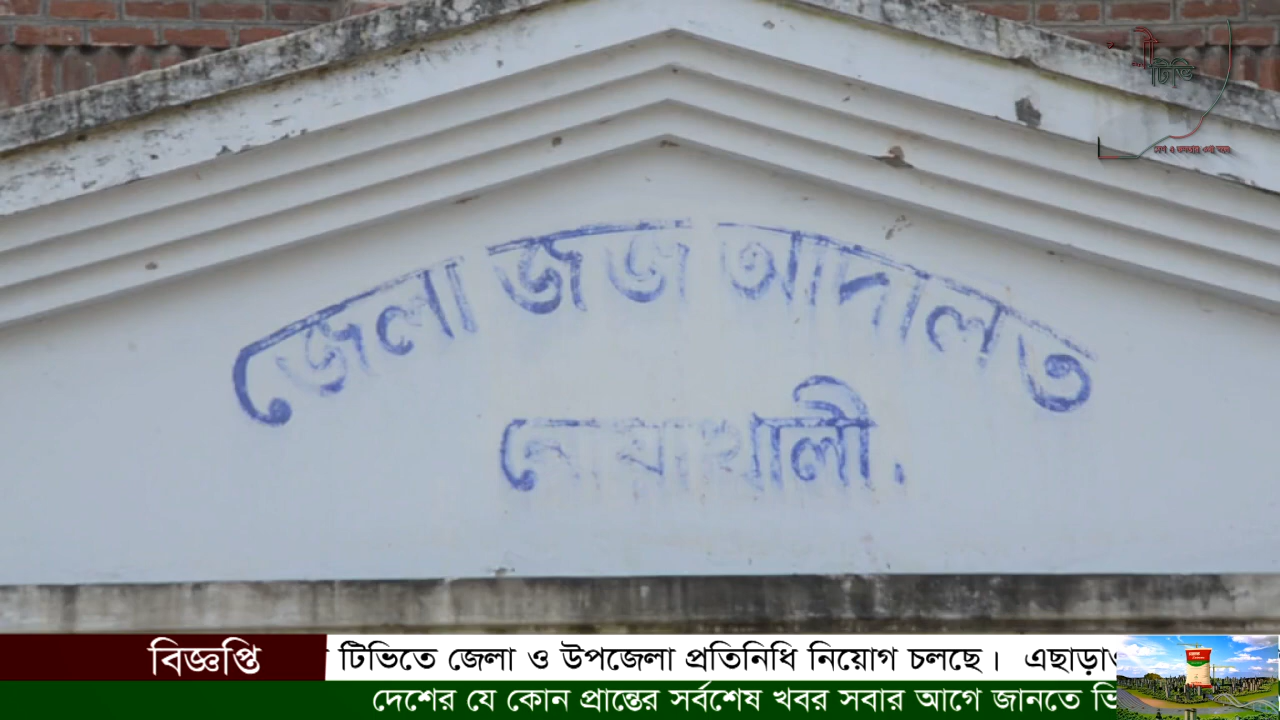 টিভি
জেলা জজ আদালত
নোয়াখালী.
বিজ্ঞপ্তি
টিভিতে জেলা ও উপজেলা প্রতিনিধি নিয়োগ চলছে। এছাড়াও
দেশের যে কোন প্রান্তের সর্বশেষ খবর সবার আগে জানতে ভি